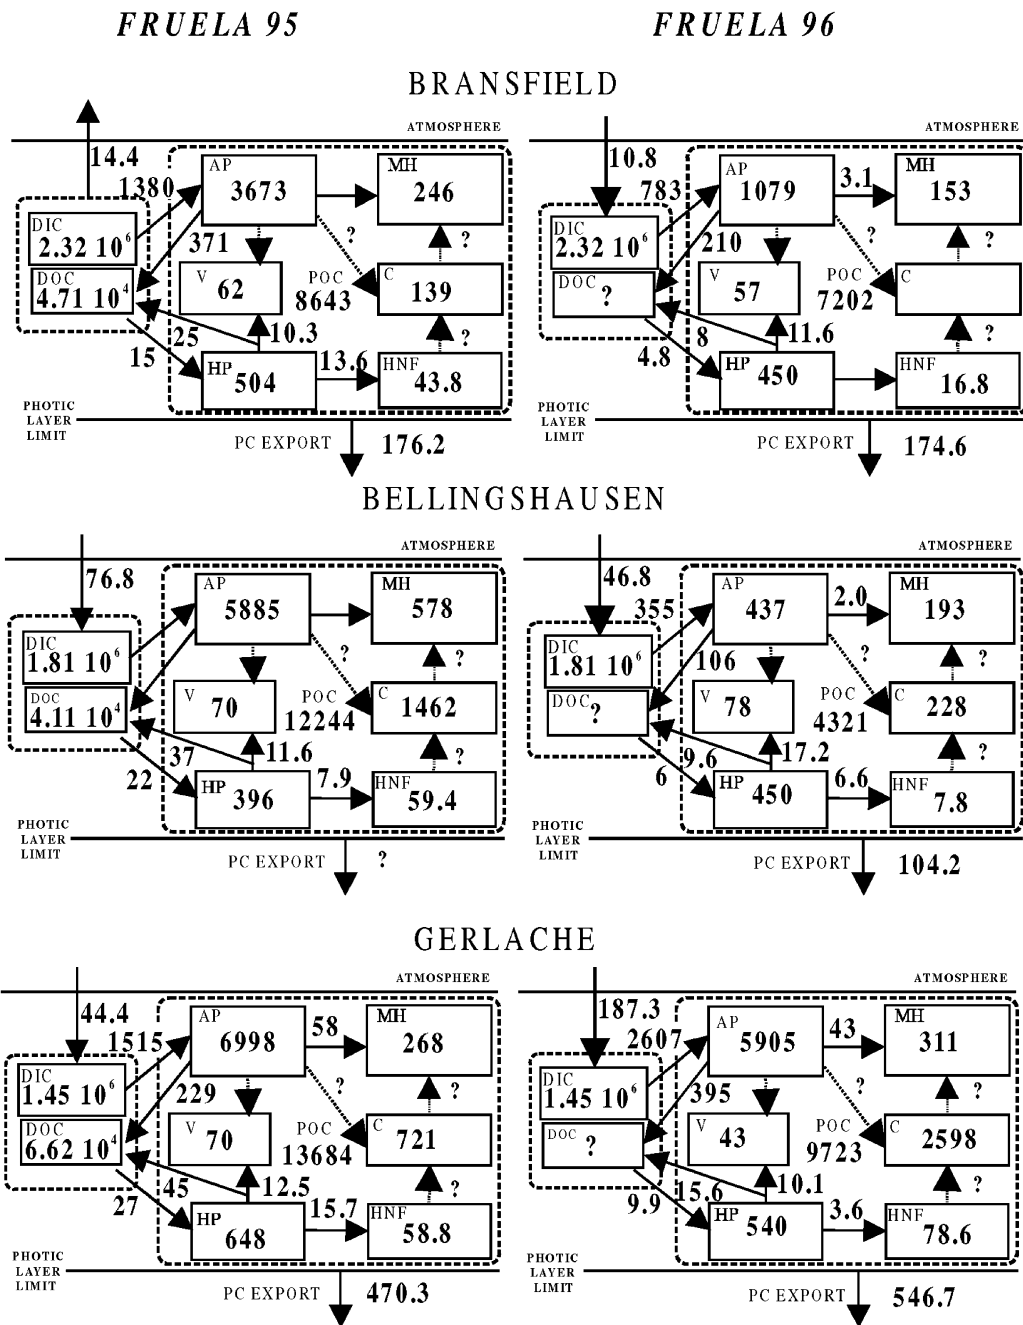 FRUELA 95
FRUELA 96
BRANSFIELD
ATMOSPHERE
14.4
1380
AP
3673
MH
246
DIC
2.32 10⁶
DOC
4.71 10⁴
371
V
62
POC
8643
?
C
139
?
25
15
10.3
HP
504
13.6
HNF
43.8
?
PHOTIC
LAYER
LIMIT
PC EXPORT
176.2
ATMOSPHERE
10.8
783
AP
1079
3.1
MH
153
DIC
2.32 10⁶
DOC
?
210
V
57
POC
7202
?
C
?
8
4.8
11.6
HP
450
HNF
16.8
?
PHOTIC
LAYER
LIMIT
PC EXPORT
174.6
BELLINGSHAUSEN
ATMOSPHERE
76.8
AP
5885
MH
578
DIC
1.81 10⁶
DOC
4.11 10⁴
V
70
POC
12244
?
C
1462
?
37
22
11.6
HP
396
7.9
HNF
59.4
?
PHOTIC
LAYER
LIMIT
PC EXPORT
?
ATMOSPHERE
46.8
355
AP
437
2.0
MH
193
DIC
1.81 10⁶
DOC
?
106
V
78
POC
4321
?
C
228
?
9.6
6
17.2
HP
450
6.6
HNF
7.8
?
PHOTIC
LAYER
LIMIT
PC EXPORT
104.2
GERLACHE
ATMOSPHERE
44.4
1515
AP
6998
58
MH
268
DIC
1.45 10⁶
DOC
6.62 10⁴
229
V
70
POC
13684
?
C
721
?
45
27
12.5
HP
648
15.7
HNF
58.8
?
PHOTIC
LAYER
LIMIT
PC EXPORT
470.3
ATMOSPHERE
187.3
2607
AP
5905
43
MH
311
DIC
1.45 10⁶
DOC
?
395
V
43
POC
9723
?
C
2598
?
15.6
9.9
10.1
HP
540
3.6
HNF
78.6
?
PHOTIC
LAYER
LIMIT
PC EXPORT
546.7